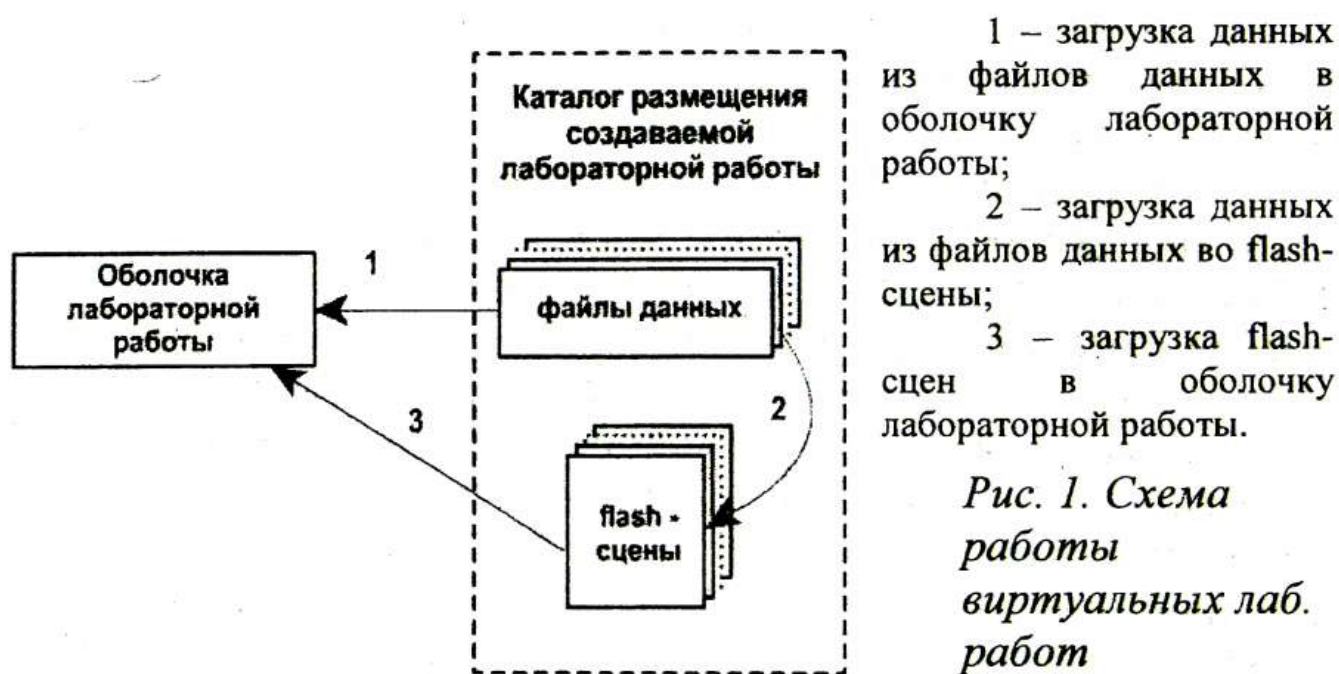 Каталог размещения
создаваемой
лабораторной работы
Оболочка
лабораторной
работы
1
файлы данных
2
3
flash -
сцены
1 – загрузка данных
из файлов данных в
оболочку лабораторной
работы;
2 – загрузка данных
из файлов данных во flash-
сцены;
3 – загрузка flash-
сцен в оболочку
лабораторной работы.
Рис. 1. Схема
работы
виртуальных лаб.
работ